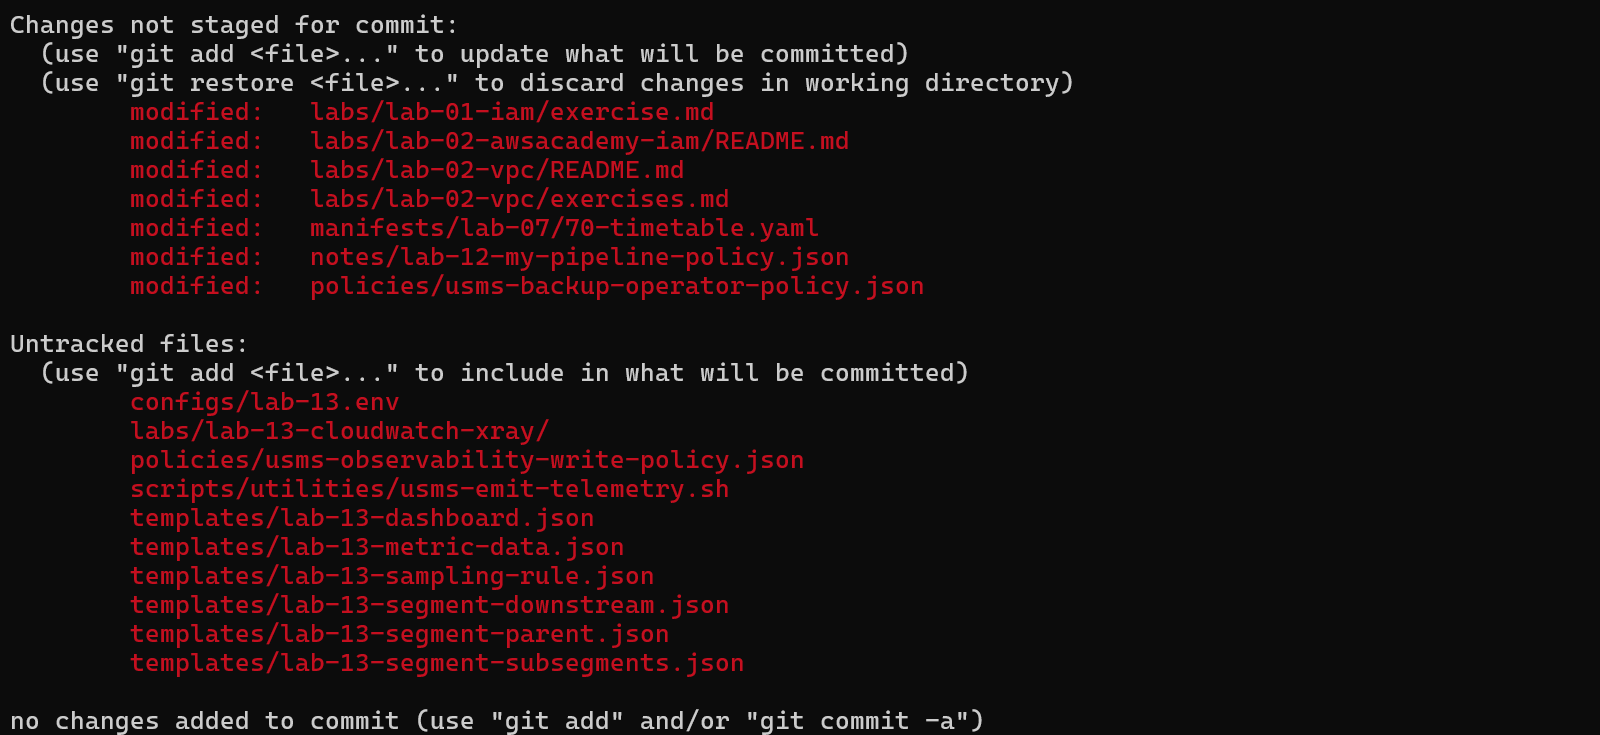 Changes not staged for commit:
  (use "git add <file>..." to update what will be committed)
  (use "git restore <file>..." to discard changes in working directory)
        modified:   labs/lab-01-iam/exercise.md
        modified:   labs/lab-02-awsacademy-iam/README.md
        modified:   labs/lab-02-vpc/README.md
        modified:   labs/lab-02-vpc/exercises.md
        modified:   manifests/lab-07/70-timetable.yaml
        modified:   notes/lab-12-my-pipeline-policy.json
        modified:   policies/usms-backup-operator-policy.json

Untracked files:
  (use "git add <file>..." to include in what will be committed)
        configs/lab-13.env
        labs/lab-13-cloudwatch-xray/
        policies/usms-observability-write-policy.json
        scripts/utilities/usms-emit-telemetry.sh
        templates/lab-13-dashboard.json
        templates/lab-13-metric-data.json
        templates/lab-13-sampling-rule.json
        templates/lab-13-segment-downstream.json
        templates/lab-13-segment-parent.json
        templates/lab-13-segment-subsegments.json

no changes added to commit (use "git add" and/or "git commit -a")